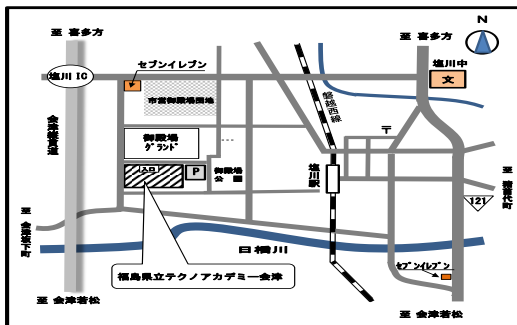 至 喜多方
至 喜多方
N
塩川 IC
セブンイレブン
塩川中
文
市営御殿場団地
磐越西線
会津縦貫道
御殿場
グランド
〒
入口
P
御殿場
公園
塩川駅
至 猪苗代町
121
至 会津坂下町
日橋川
セブンイレブン
福島県立テクノアカデミー会津
至 会津若松
至 会津若松